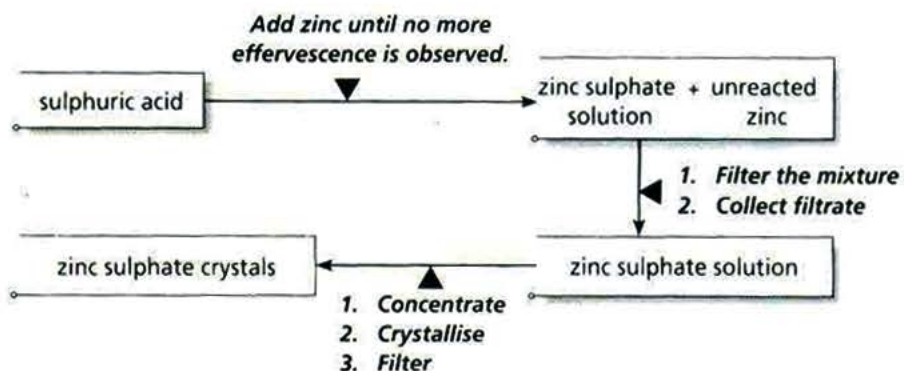 Add zinc until no more
effervescence is observed.
sulphuric acid
zinc sulphate + unreacted
solution zinc
1. Filter the mixture
2. Collect filtrate
zinc sulphate solution
zinc sulphate crystals
1. Concentrate
2. Crystallise
3. Filter